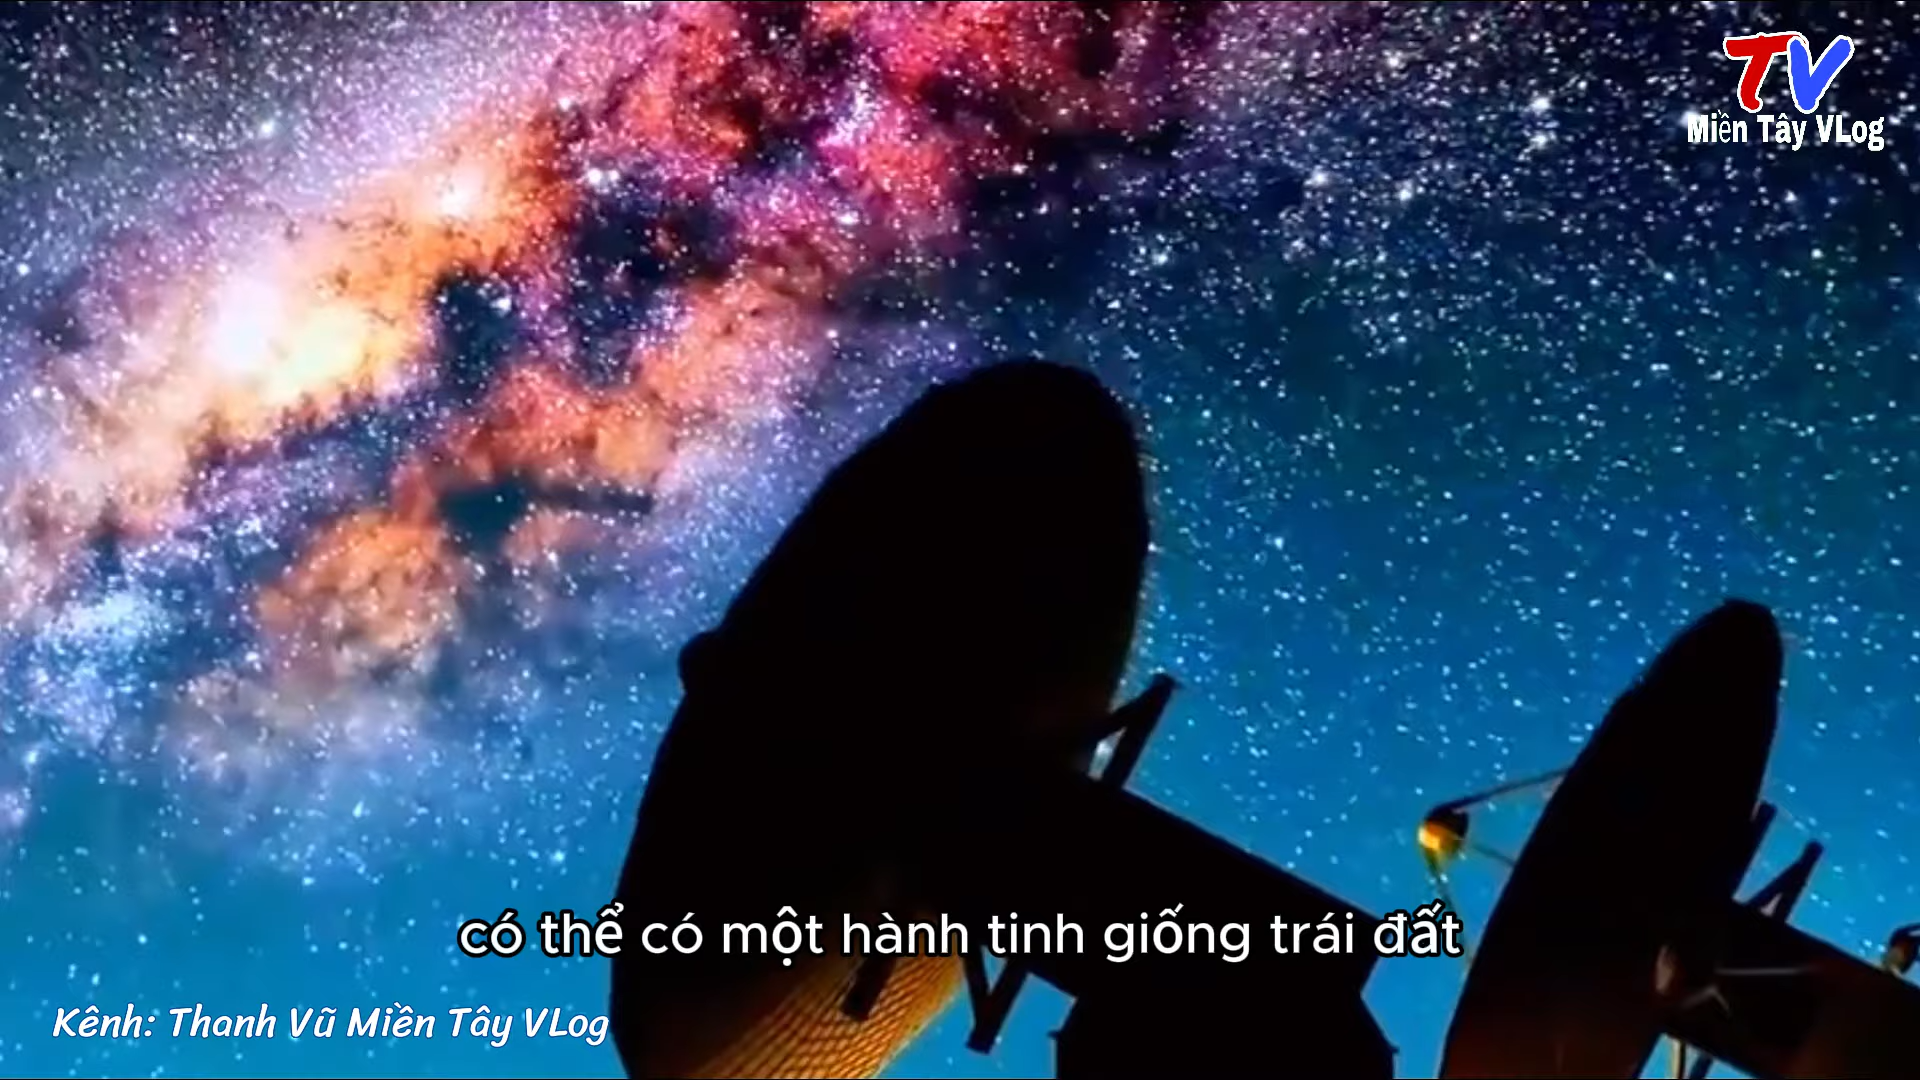 TV
Miền Tây VLog
có thể có một hành tinh giống trái đất
Kênh: Thanh Vũ Miền Tây VLog